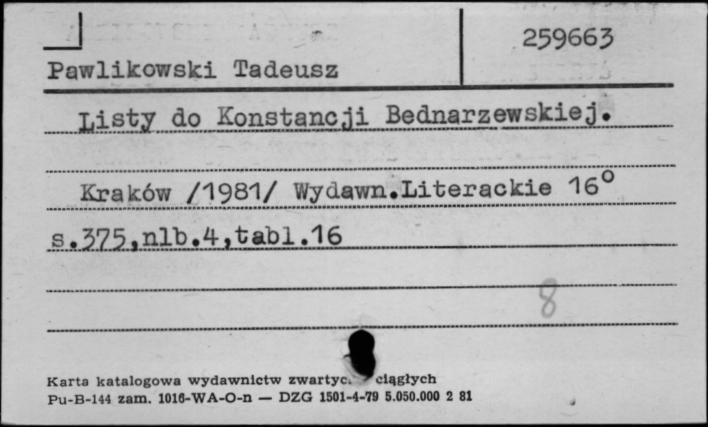 259663
Pawlikowski Tadeusz
Listy do Konstancji Bednarzewskiej.
Kraków /1981/ Wydawn.Literackie 16°
s.375,nlb.4,tabl.16
8
Karta katalogowa wydawnictw ciągłych
Pu-B-144 zam. 1016-WA-O-n — DZG 1501-4-79 5.050.000 2 81